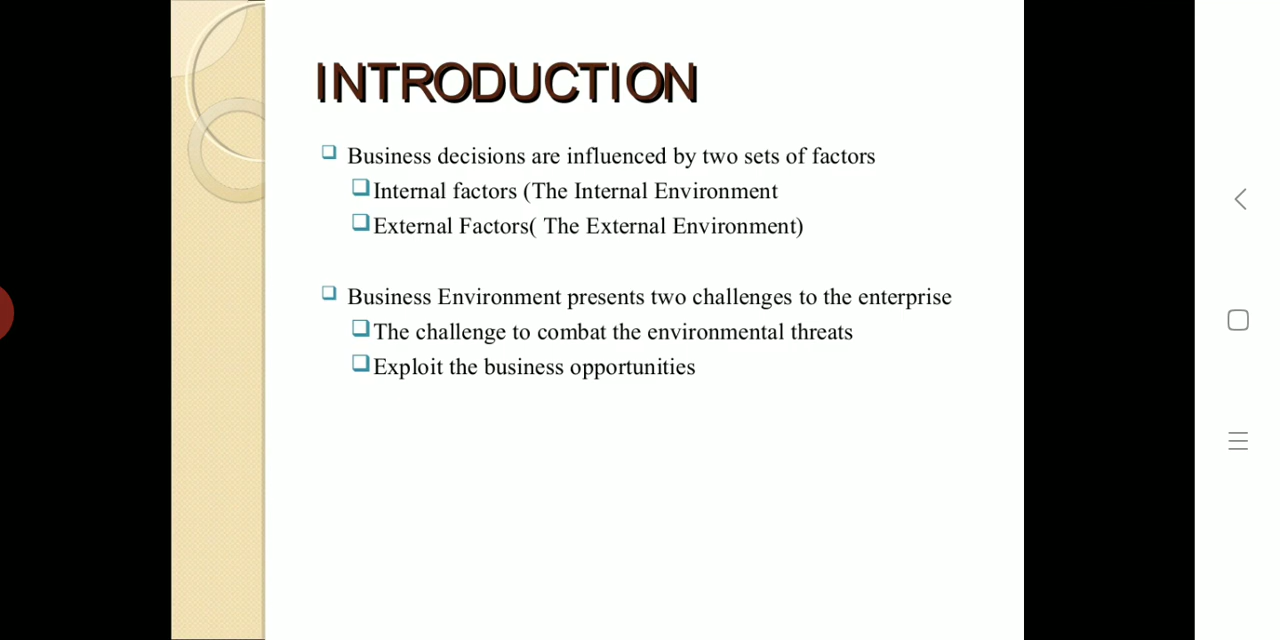 INTRODUCTION
Business decisions are influenced by two sets of factors
Internal factors (The Internal Environment
External Factors( The External Environment)
Business Environment presents two challenges to the enterprise
The challenge to combat the environmental threats
Exploit the business opportunities